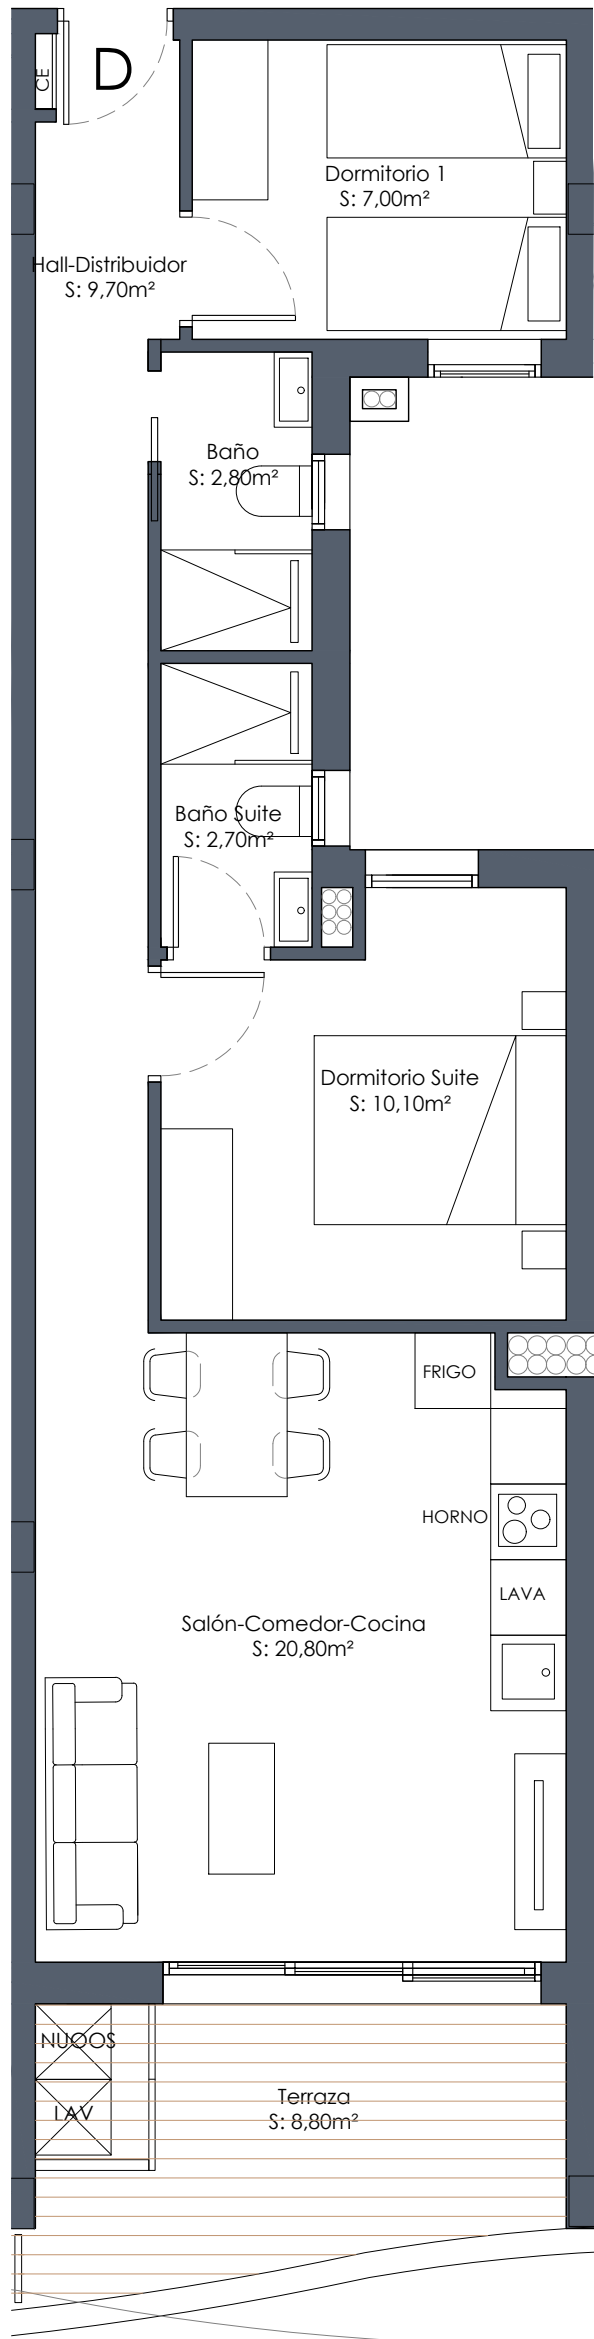 CE
D
Dormitorio 1
S: 7,00m²
Hall-Distribuidor
S: 9,70m²
Baño
S: 2,80m²
Baño Suite
S: 2,70m²
Dormitorio Suite
S: 10,10m²
FRIGO
HORNO
LAVA
Salón-Comedor-Cocina
S: 20,80m²
NUOOS
LAV
Terraza
S: 8,80m²